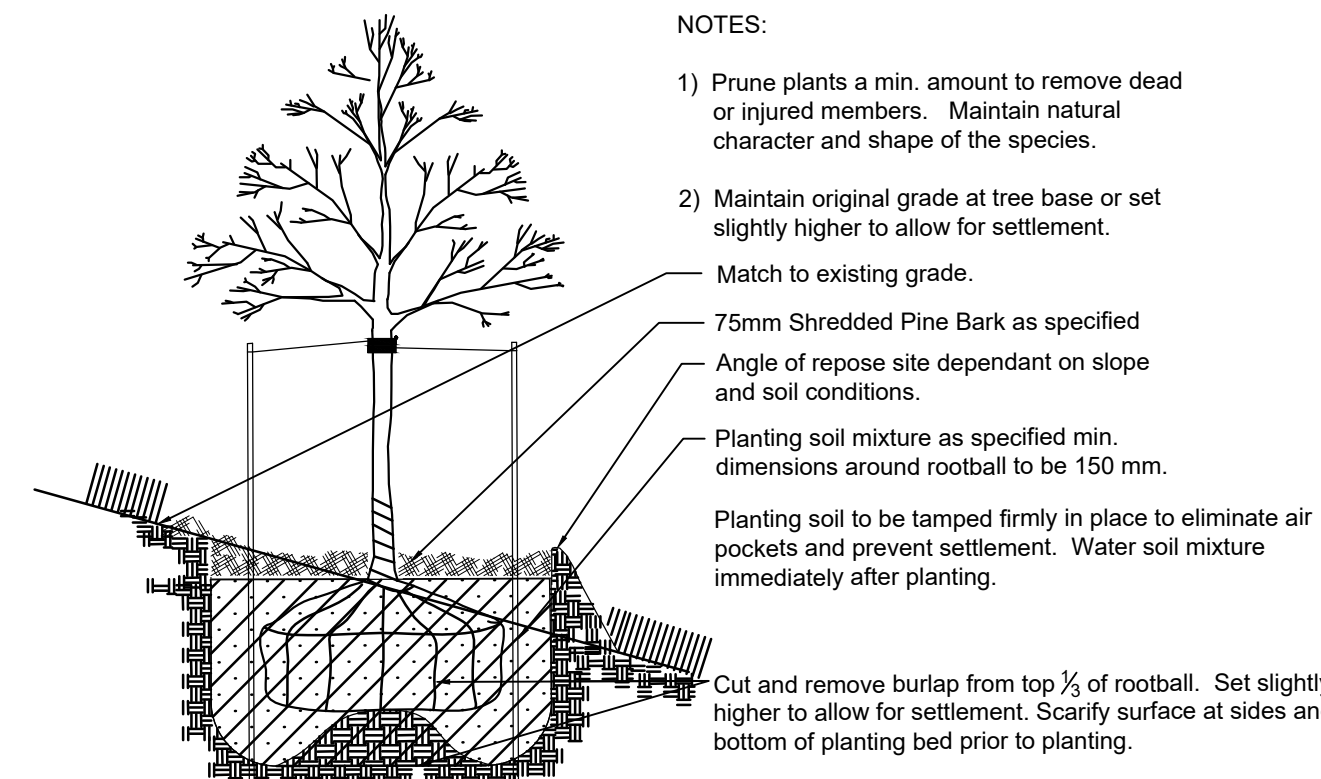 NOTES:
1) Prune plants a min. amount to remove dead
or injured members. Maintain natural
character and shape of the species.
2) Maintain original grade at tree base or set
slightly higher to allow for settlement.
Match to existing grade.
75mm Shredded Pine Bark as specified
Angle of repose site dependant on slope
and soil conditions.
Planting soil mixture as specified min.
dimensions around rootball to be 150 mm.
Planting soil to be tamped firmly in place to eliminate air
pockets and prevent settlement. Water soil mixture
immediately after planting.
Cut and remove burlap from top 1/3 of rootball. Set slightly
higher to allow for settlement. Scarify surface at sides an
bottom of planting bed prior to planting.